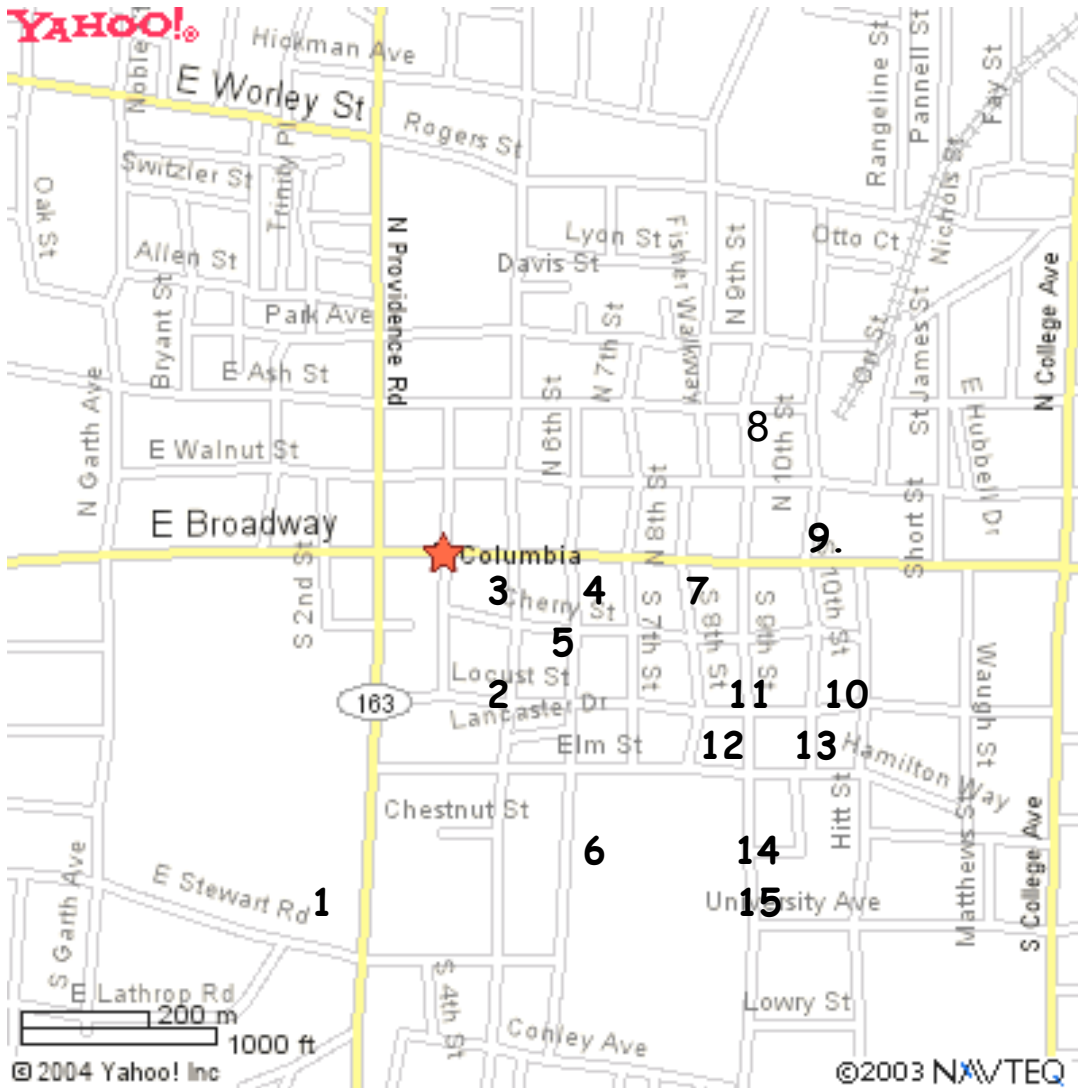 YAHOO!®
Hickman Ave
Noble
E Worley St
Rogers St
Rangeline St
Pannell St
Fay St
Switzler St
Trinity Pl
Oak St
N Providence Rd
Nichols St
Lyon St
Fisher Walkway
N 9th St
Otto Ct
Allen St
Davis St
Bryant St
Park Ave
N 7th St
Orr St
St James St
N College Ave
E Ash St
N Garth Ave
N 6th St
8
N 10th St
E Hubbell Dr
E Walnut St
N 8th St
Short St
E Broadway
Columbia
9.
S 2nd St
3
4
7
Cherry St
S 7th St
S 8th St
S 9th St
S 10th St
5
Waugh St
Locust St
163
2
11
10
Lancaster Dr
Elm St
12
13
Hamilton Way
Chestnut St
Hitt St
S Garth Ave
6
14
Matthews St
S College Ave
E Stewart Rd
1
University Ave
15
E Lathrop Rd
S 4th St
Lowry St
200 m
1000 ft
Conley Ave
© 2004 Yahoo! Inc
©2003 NAVTEQ